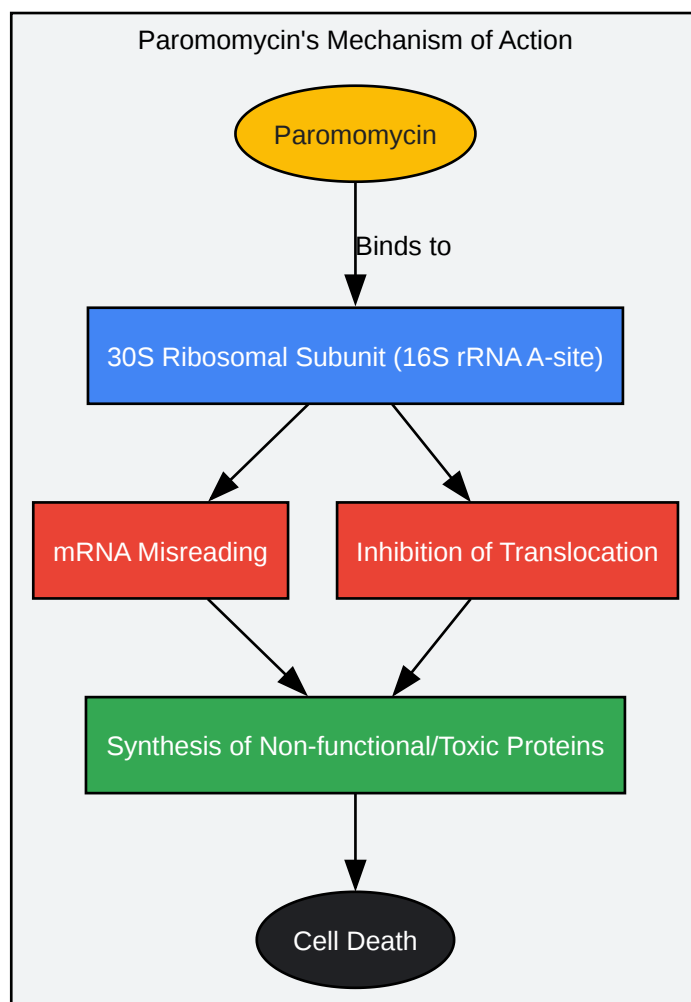 Paromomycin's Mechanism of Action
Paromomycin
Binds to
30S Ribosomal Subunit (16S rRNA A-site)
mRNA Misreading
Inhibition of Translocation
Synthesis of Non-functional/Toxic Proteins
Cell Death